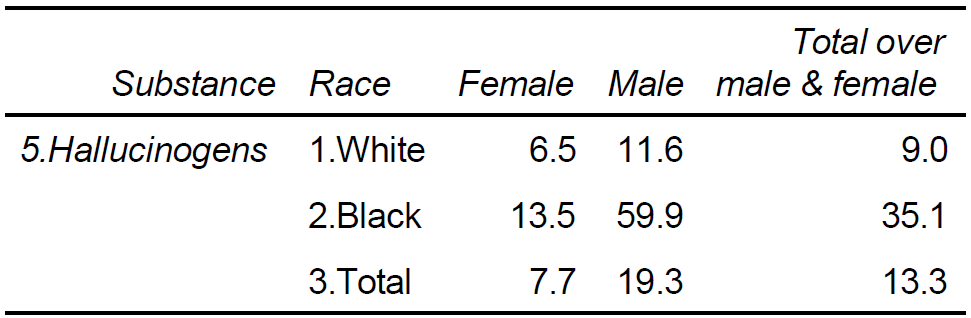 Total over
Substance Race Female Male male & female
5.Hallucinogens 1.White 6.5 11.6 9.0
2.Black 13.5 59.9 35.1
3.Total 7.7 19.3 13.3